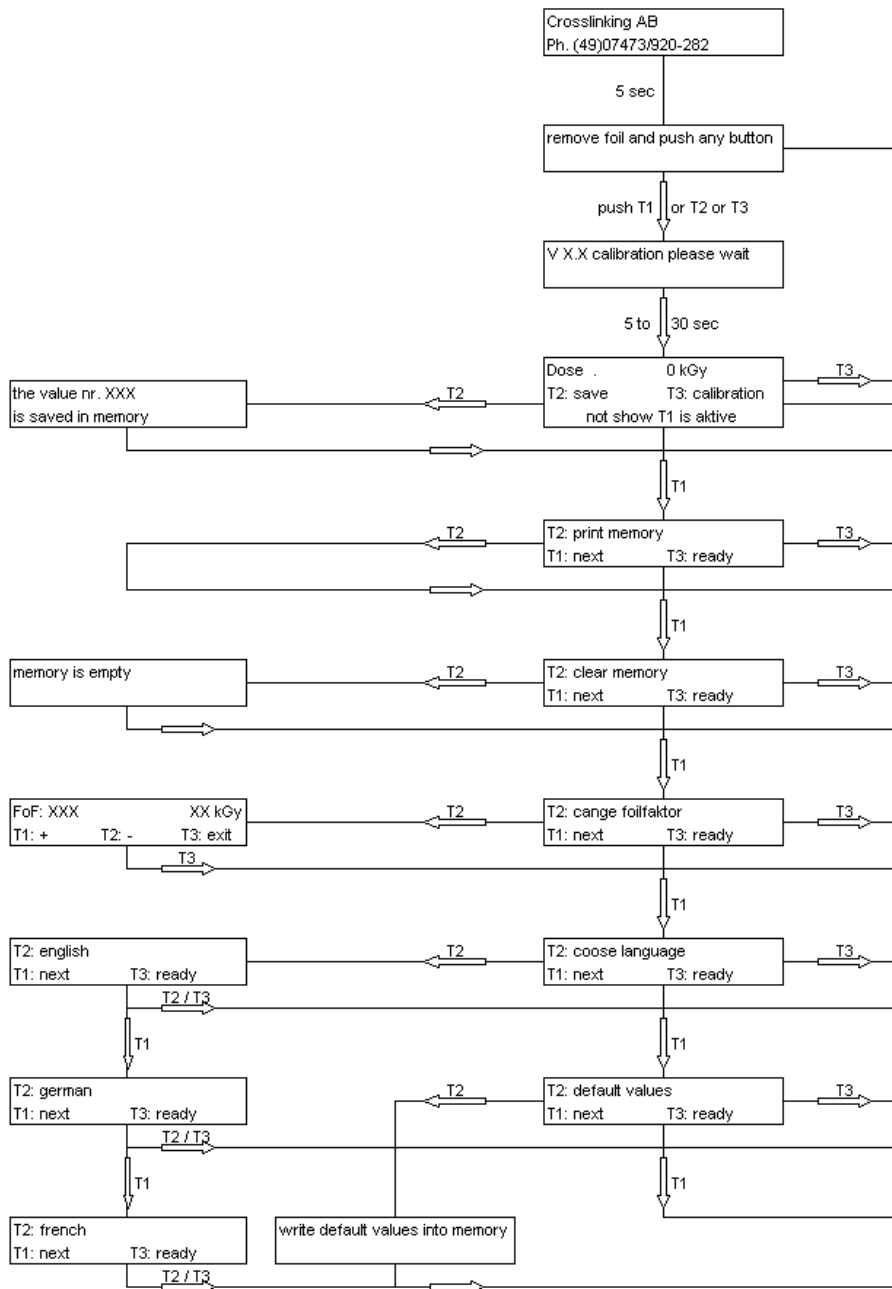 Crosslinking AB
Ph. (49)07473/920-282
5 sec
remove foil and push any button
push T1 or T2 or T3
V X.X calibration please wait
5 to 30 sec
Dose . 0 kGy
T2: save T3: calibration
not show T1 is aktive
T2
T3
the value nr. XXX
is saved in memory
T1
T2: print memory
T1: next T3: ready
T2
T3
T1
memory is empty
T2
T2: clear memory
T1: next T3: ready
T3
T1
FoF: XXX XX kGy
T1: + T2: - T3: exit
T3
T2
T2: cange foilfaktor
T1: next T3: ready
T3
T1
T2: english
T1: next T3: ready
T2 / T3
T2
T2: coose language
T1: next T3: ready
T3
T1
T1
T2: german
T1: next T3: ready
T2 / T3
T2
T2: default values
T1: next T3: ready
T3
T1
T1
T2: french
T1: next T3: ready
T2 / T3
write default values into memory